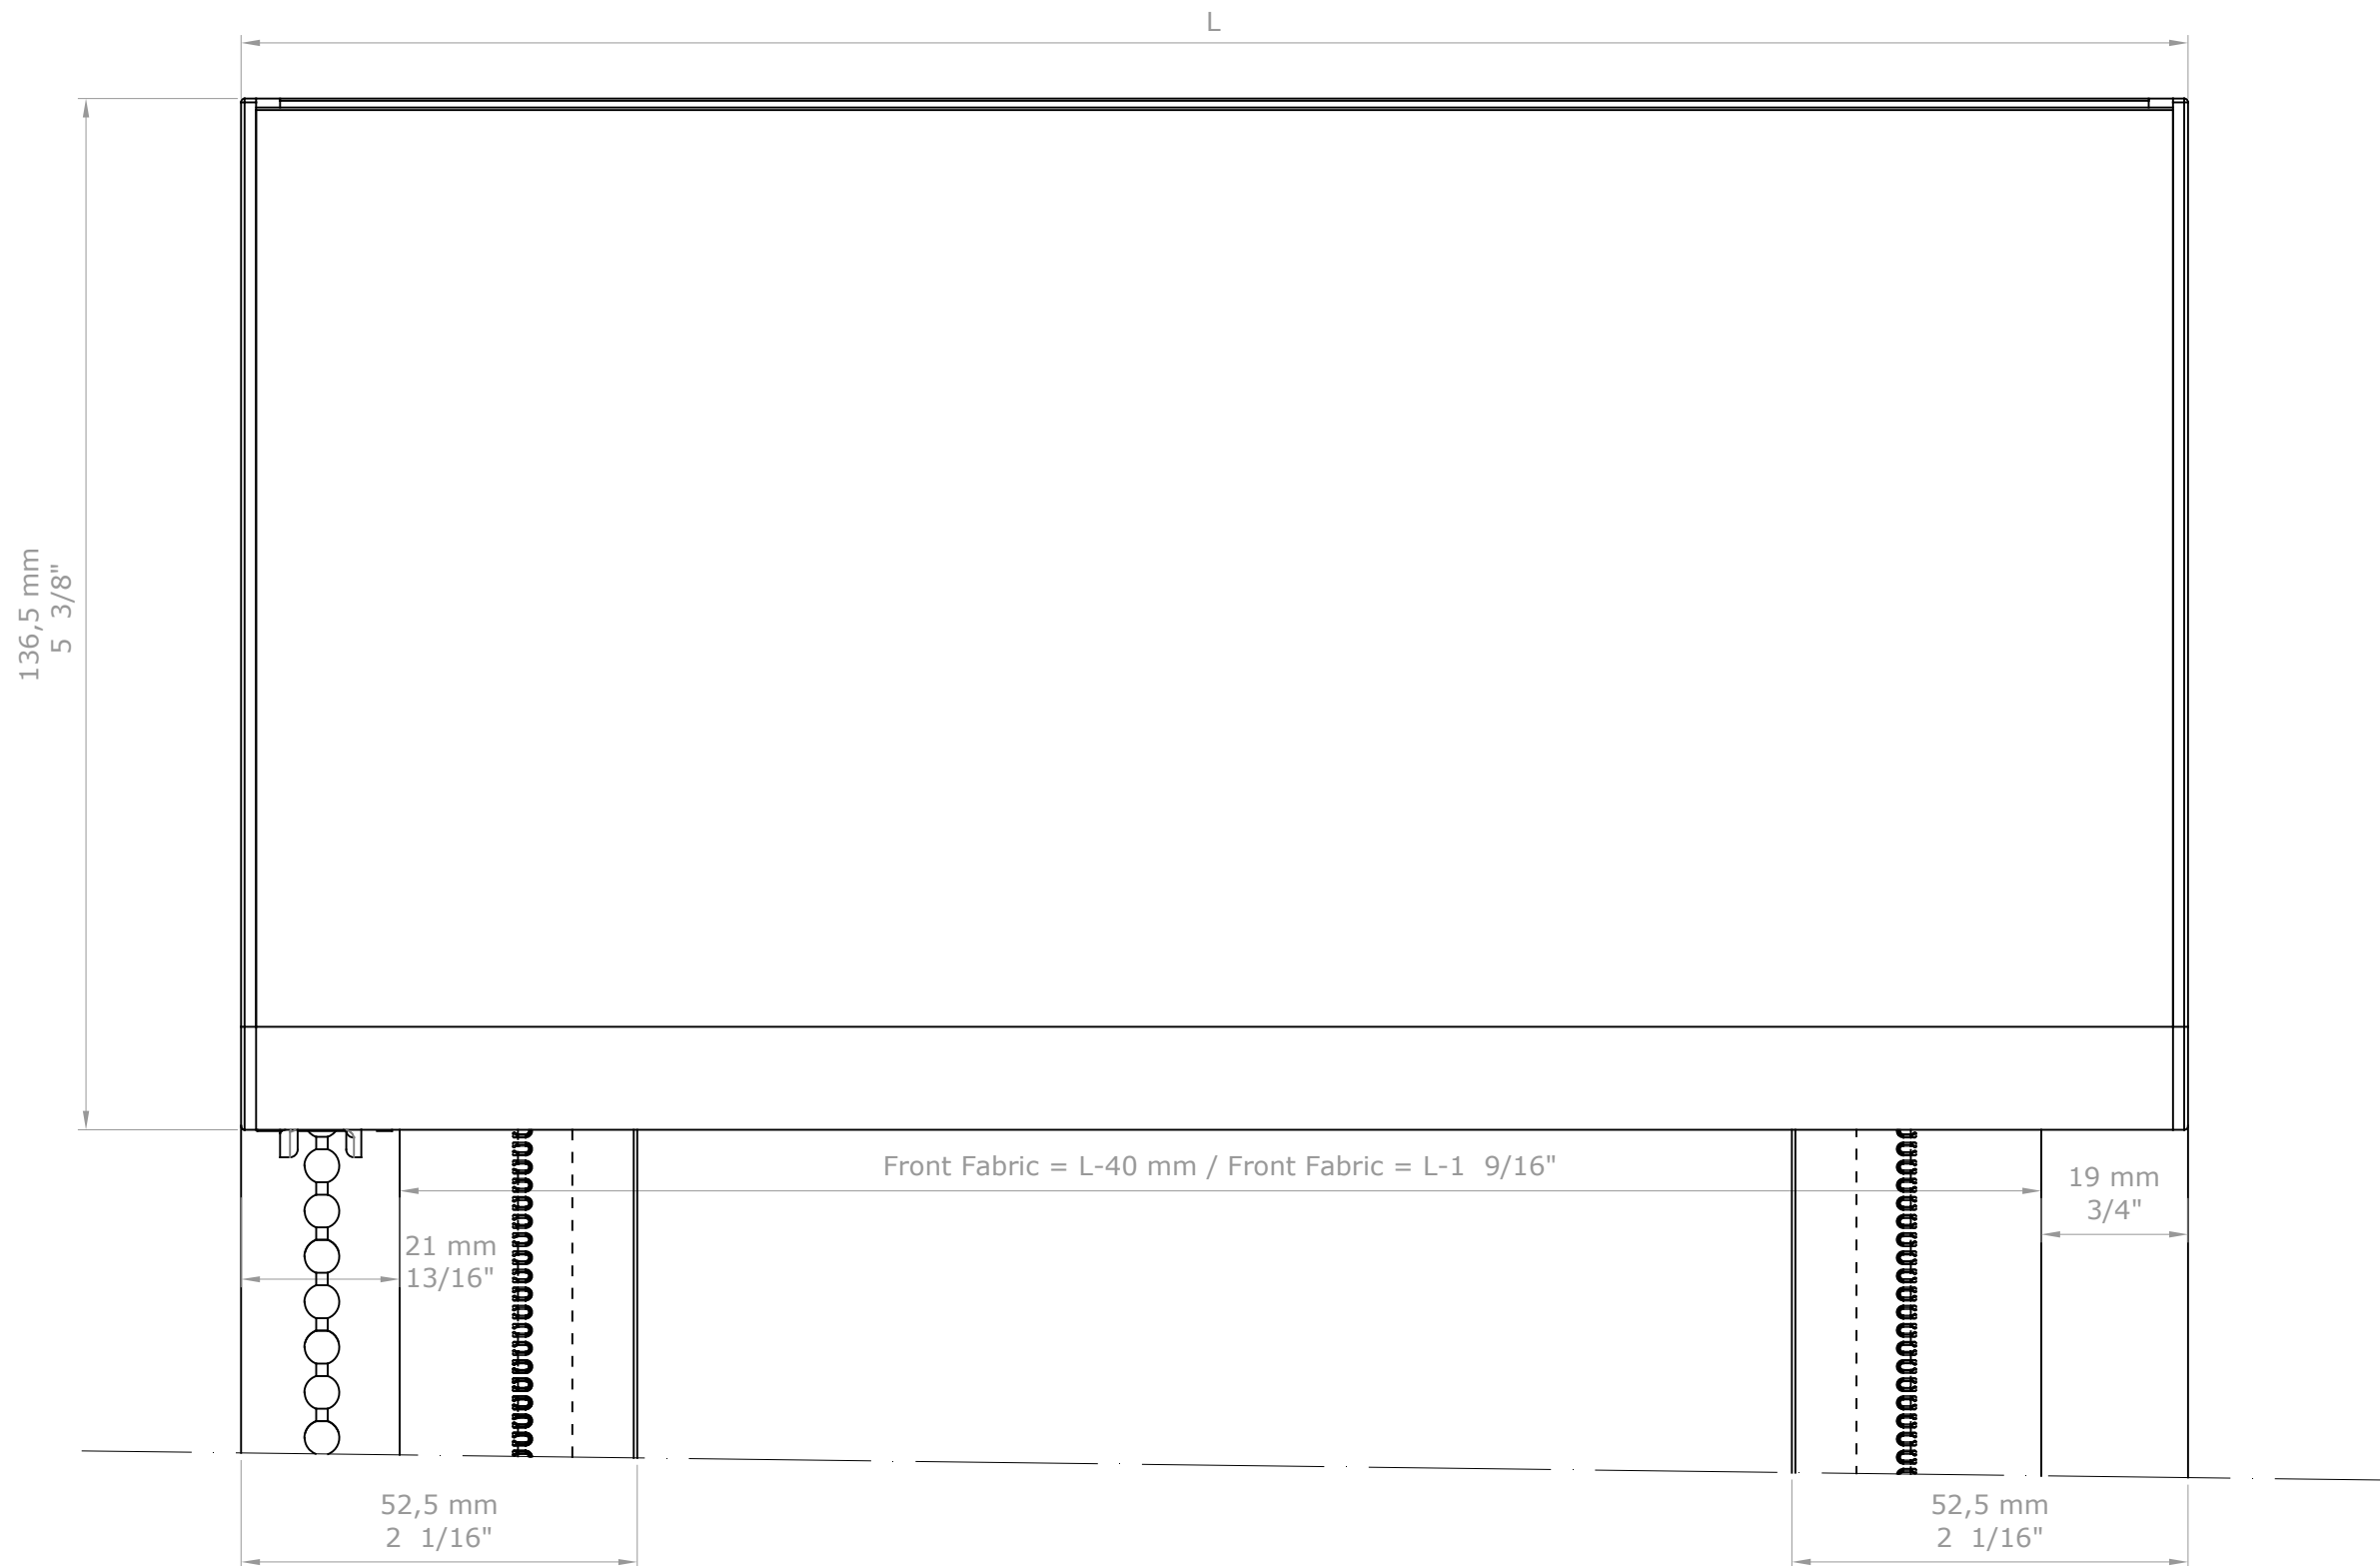 L
136,5 mm
5  3/8"
Front Fabric = L-40 mm / Front Fabric = L-1  9/16"
19 mm
3/4"
21 mm
13/16"
52,5 mm
2  1/16"
52,5 mm
2  1/16"